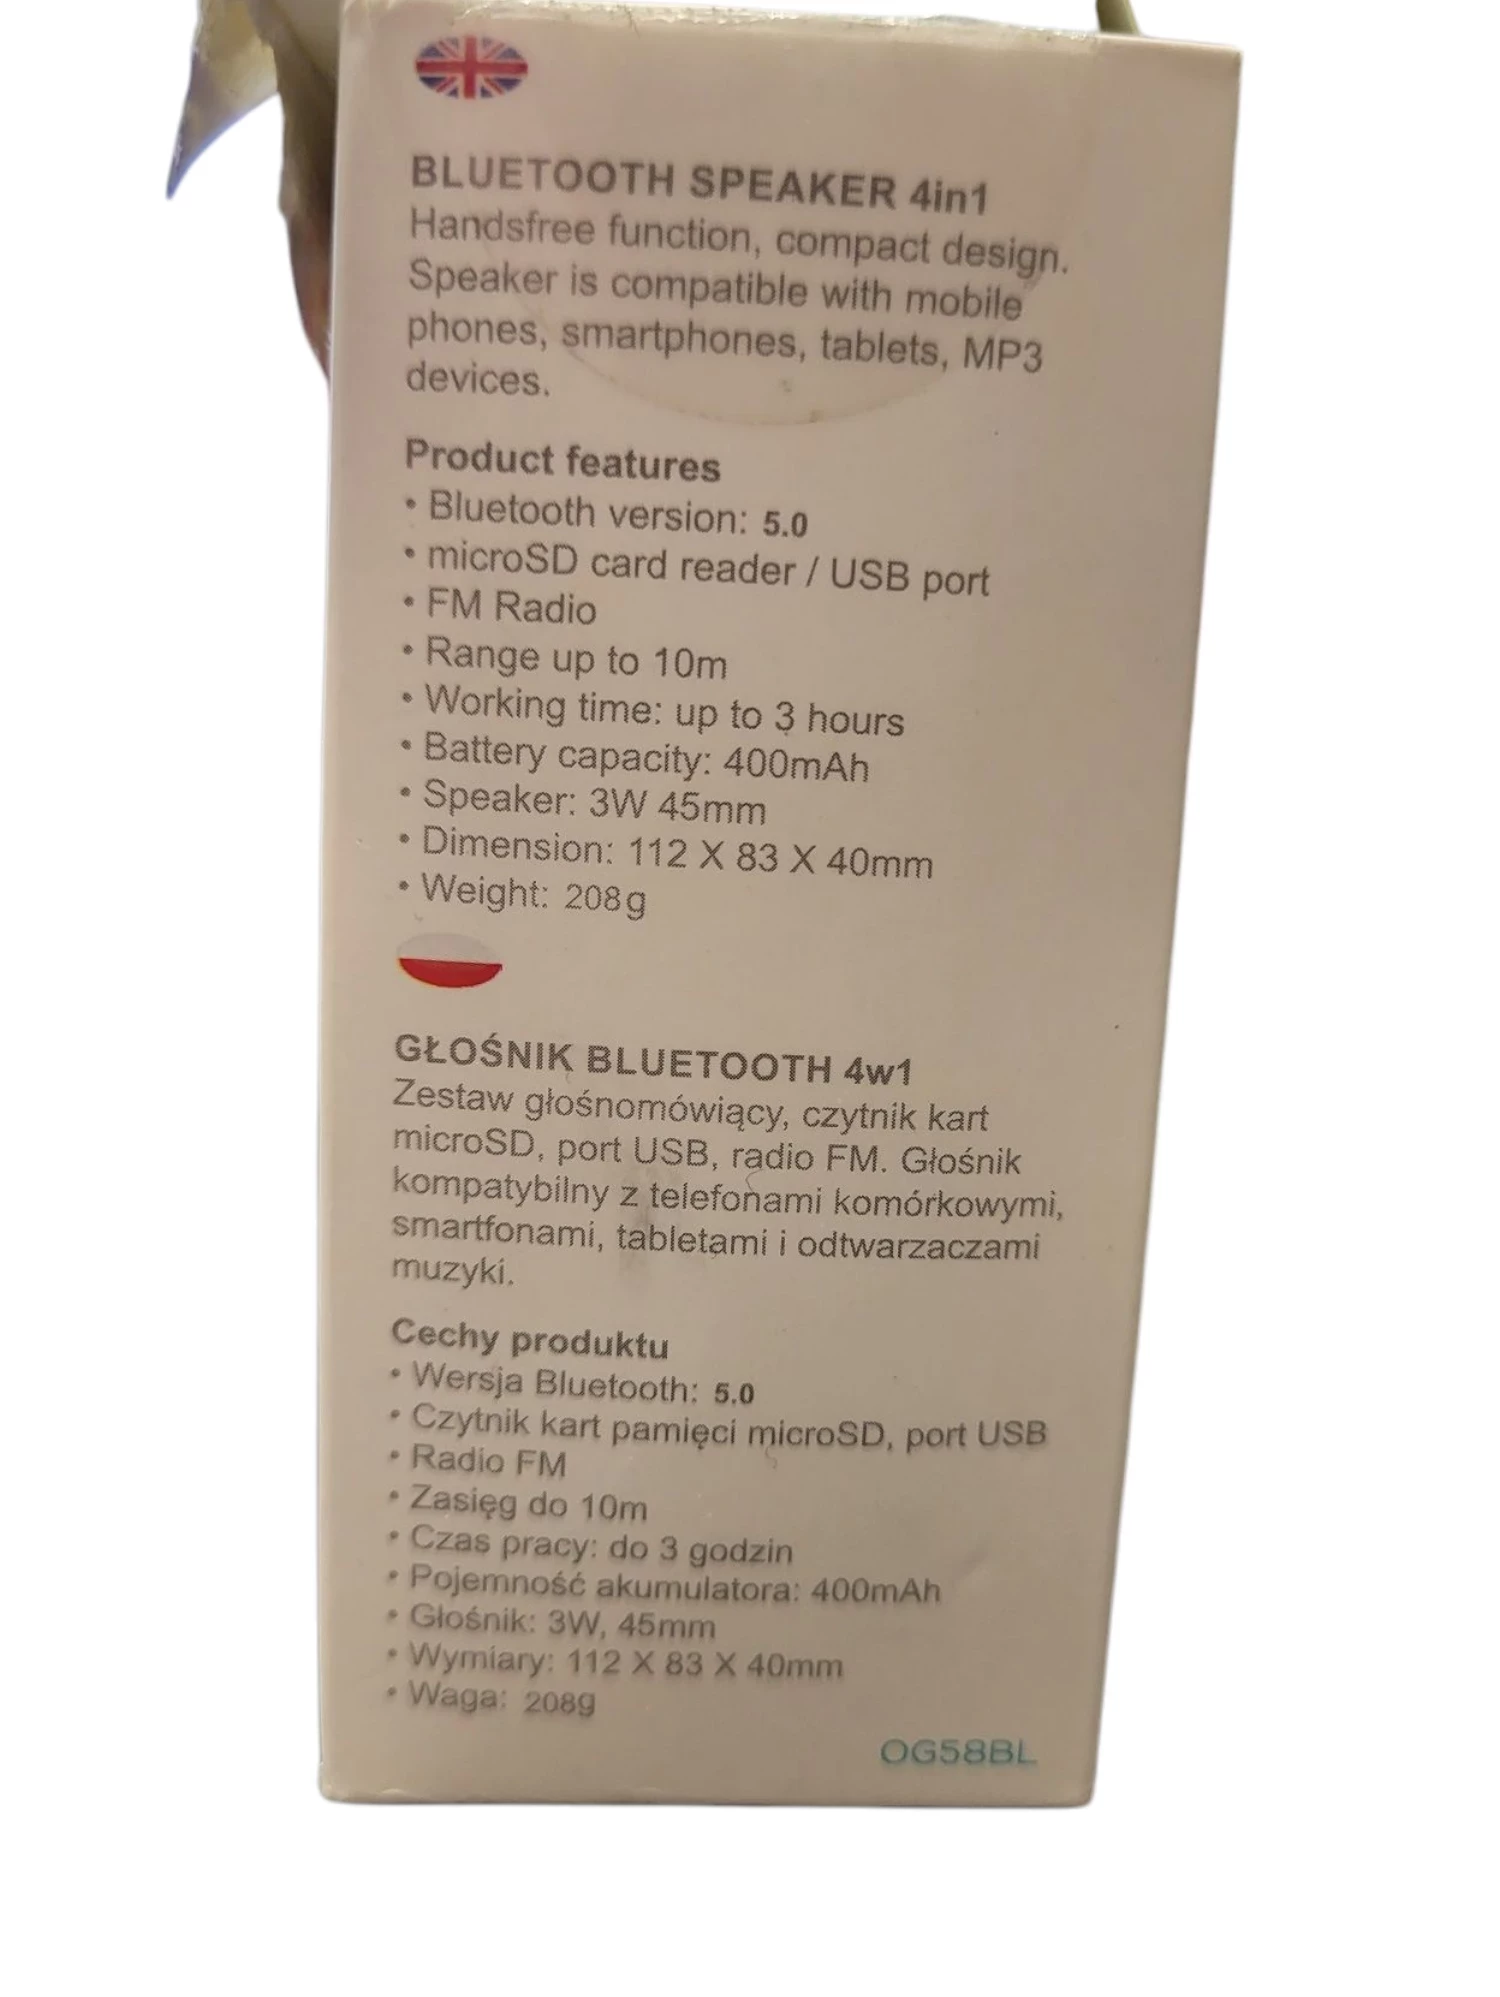 BLUETOOTH SPEAKER 4in1
Handsfree function, compact design.
Speaker is compatible with mobile
phones, smartphones, tablets, MP3
devices.
Product features
• Bluetooth version: 5.0
• microSD card reader / USB port
• FM Radio
• Range up to 10m
• Working time: up to 3 hours
• Battery capacity: 400mAh
• Speaker: 3W 45mm
• Dimension: 112 X 83 X 40mm
• Weight: 208g
GŁOŚNIK BLUETOOTH 4w1
Zestaw głośnomówiący, czytnik kart
microSD, port USB, radio FM. Głośnik
kompatybilny z telefonami komórkowymi,
smartfonami, tabletami i odtwarzaczami
muzyki.
Cechy produktu
• Wersja Bluetooth: 5.0
• Czytnik kart pamięci microSD, port USB
• Radio FM
• Zasięg do 10m
• Czas pracy: do 3 godzin
• Pojemność akumulatora: 400mAh
• Głośnik: 3W, 45mm
• Wymiary: 112 X 83 X 40mm
• Waga: 208g
OG58BL